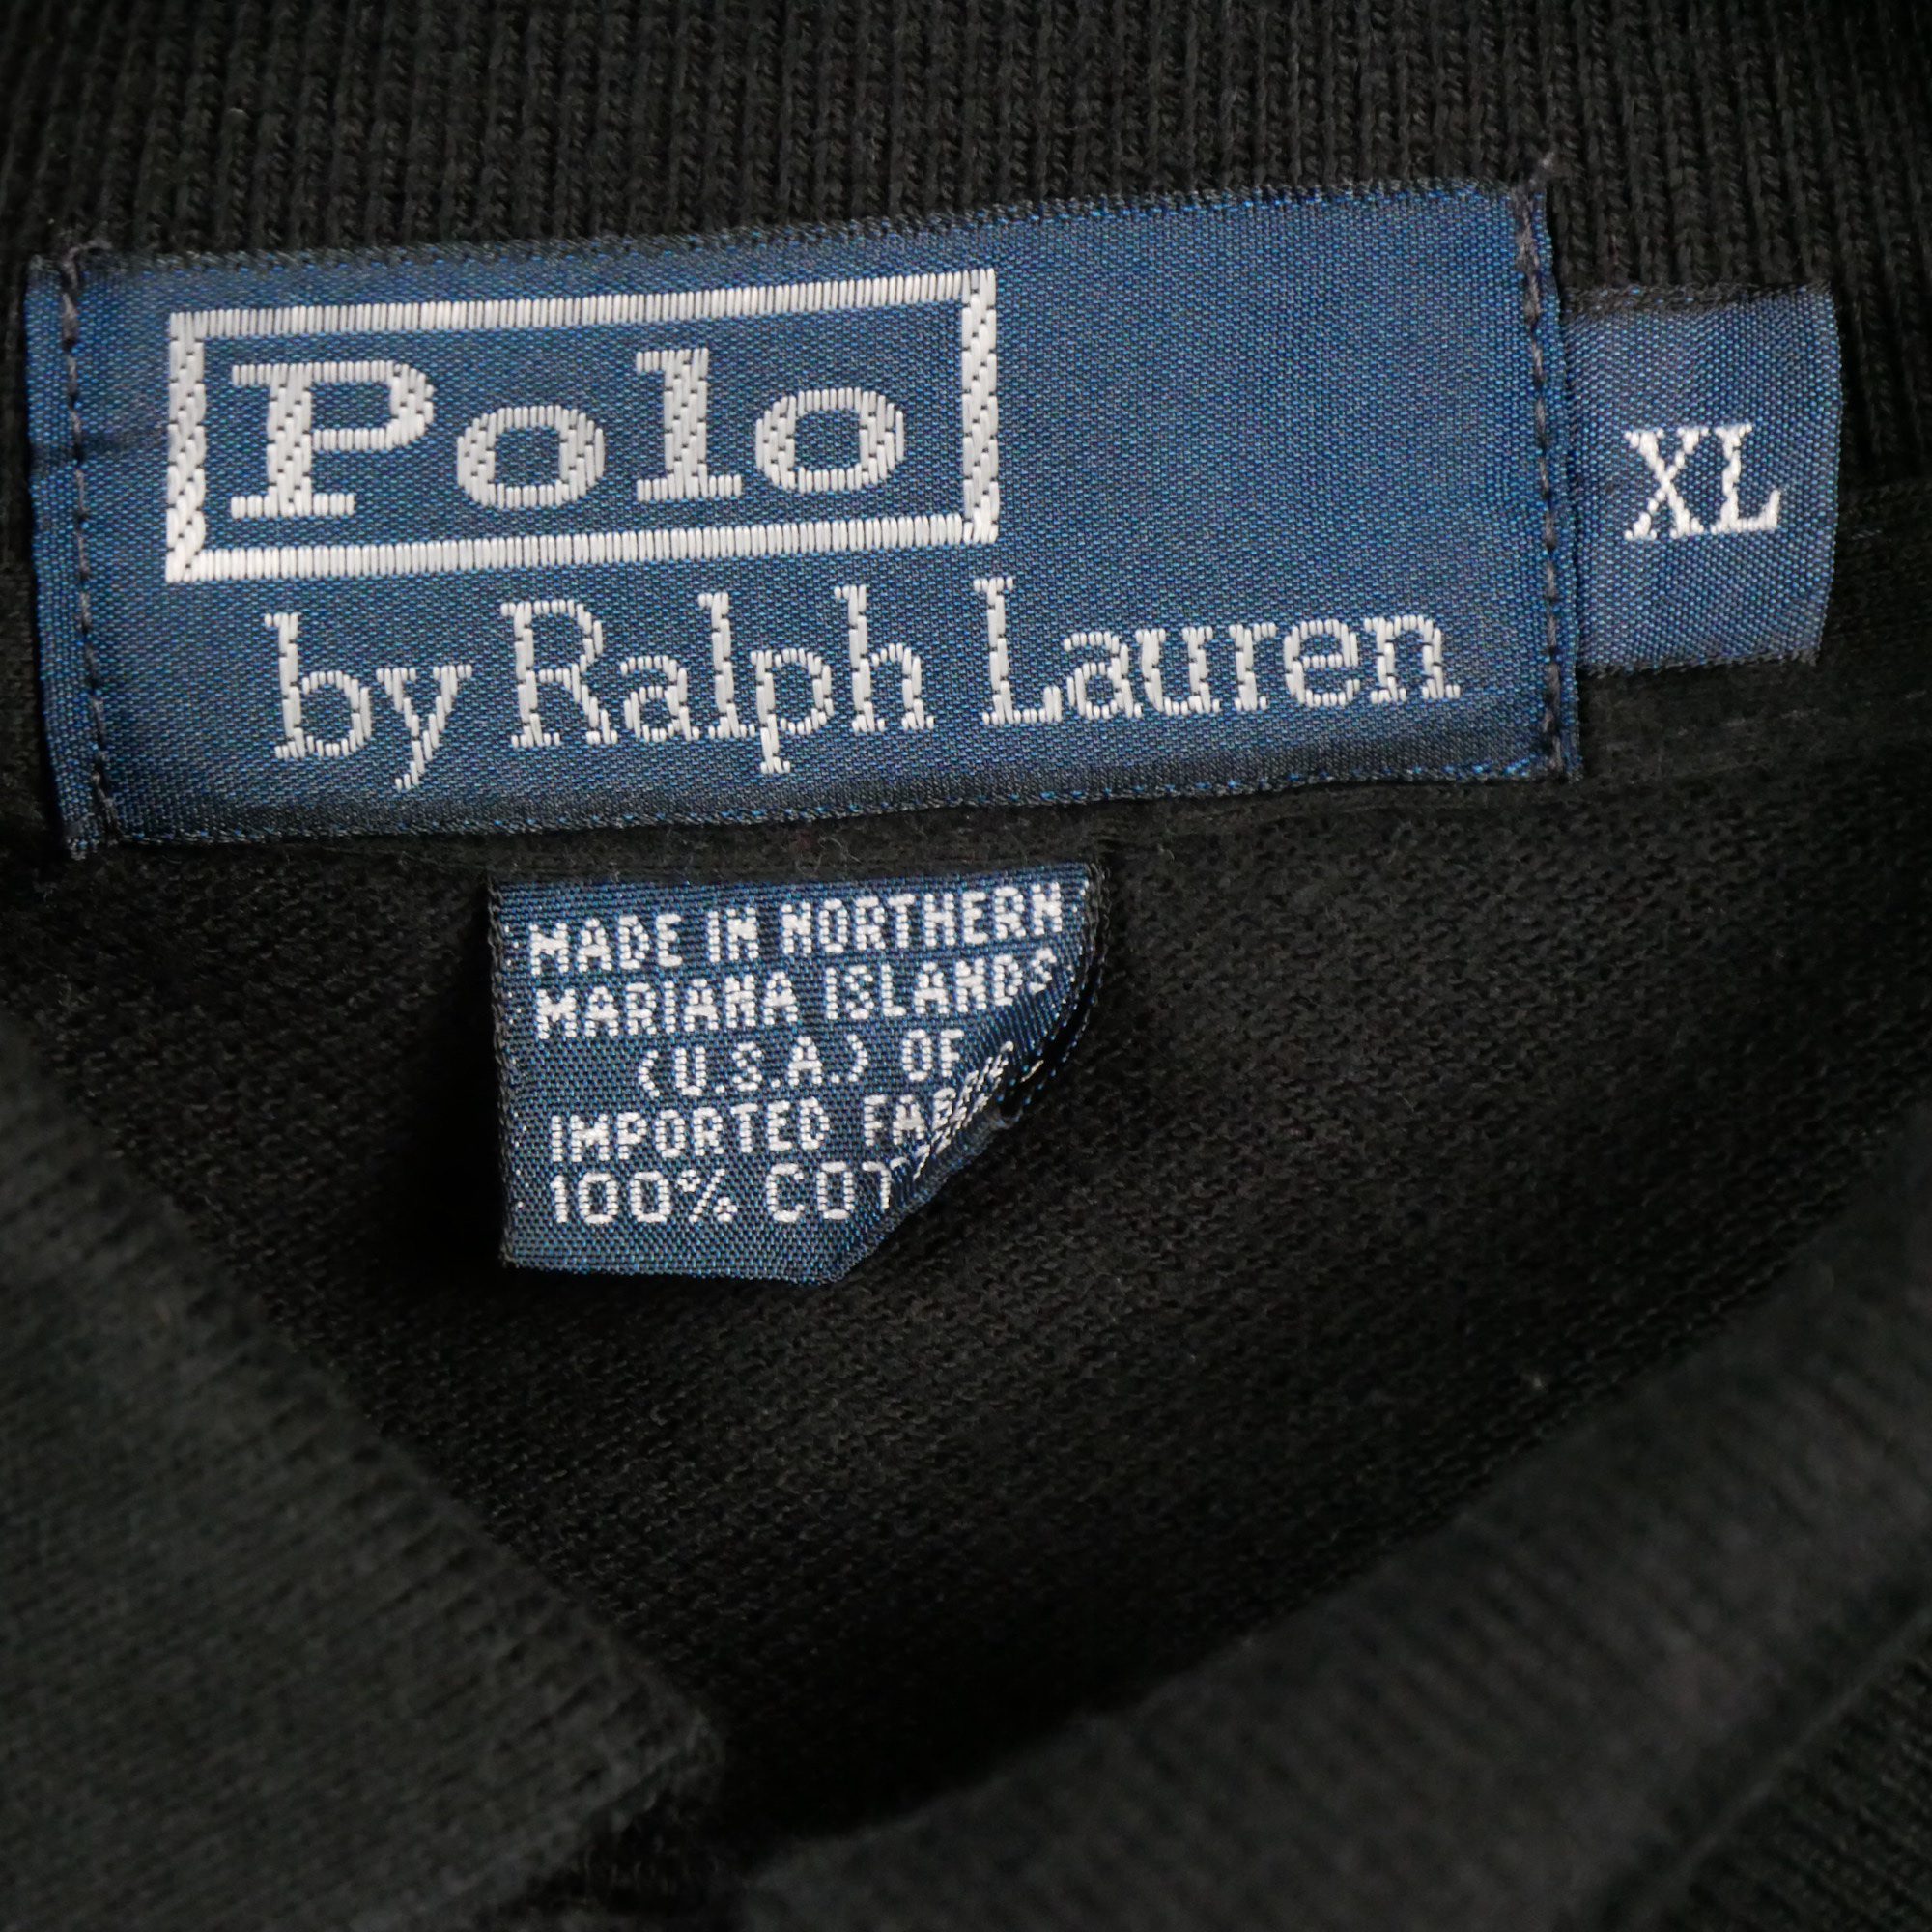 Polo
by Ralph Lauren
XL
MADE IN NORTHERN
MARIANA ISLANDS
(U.S.A.) OF
IMPORTED
100%